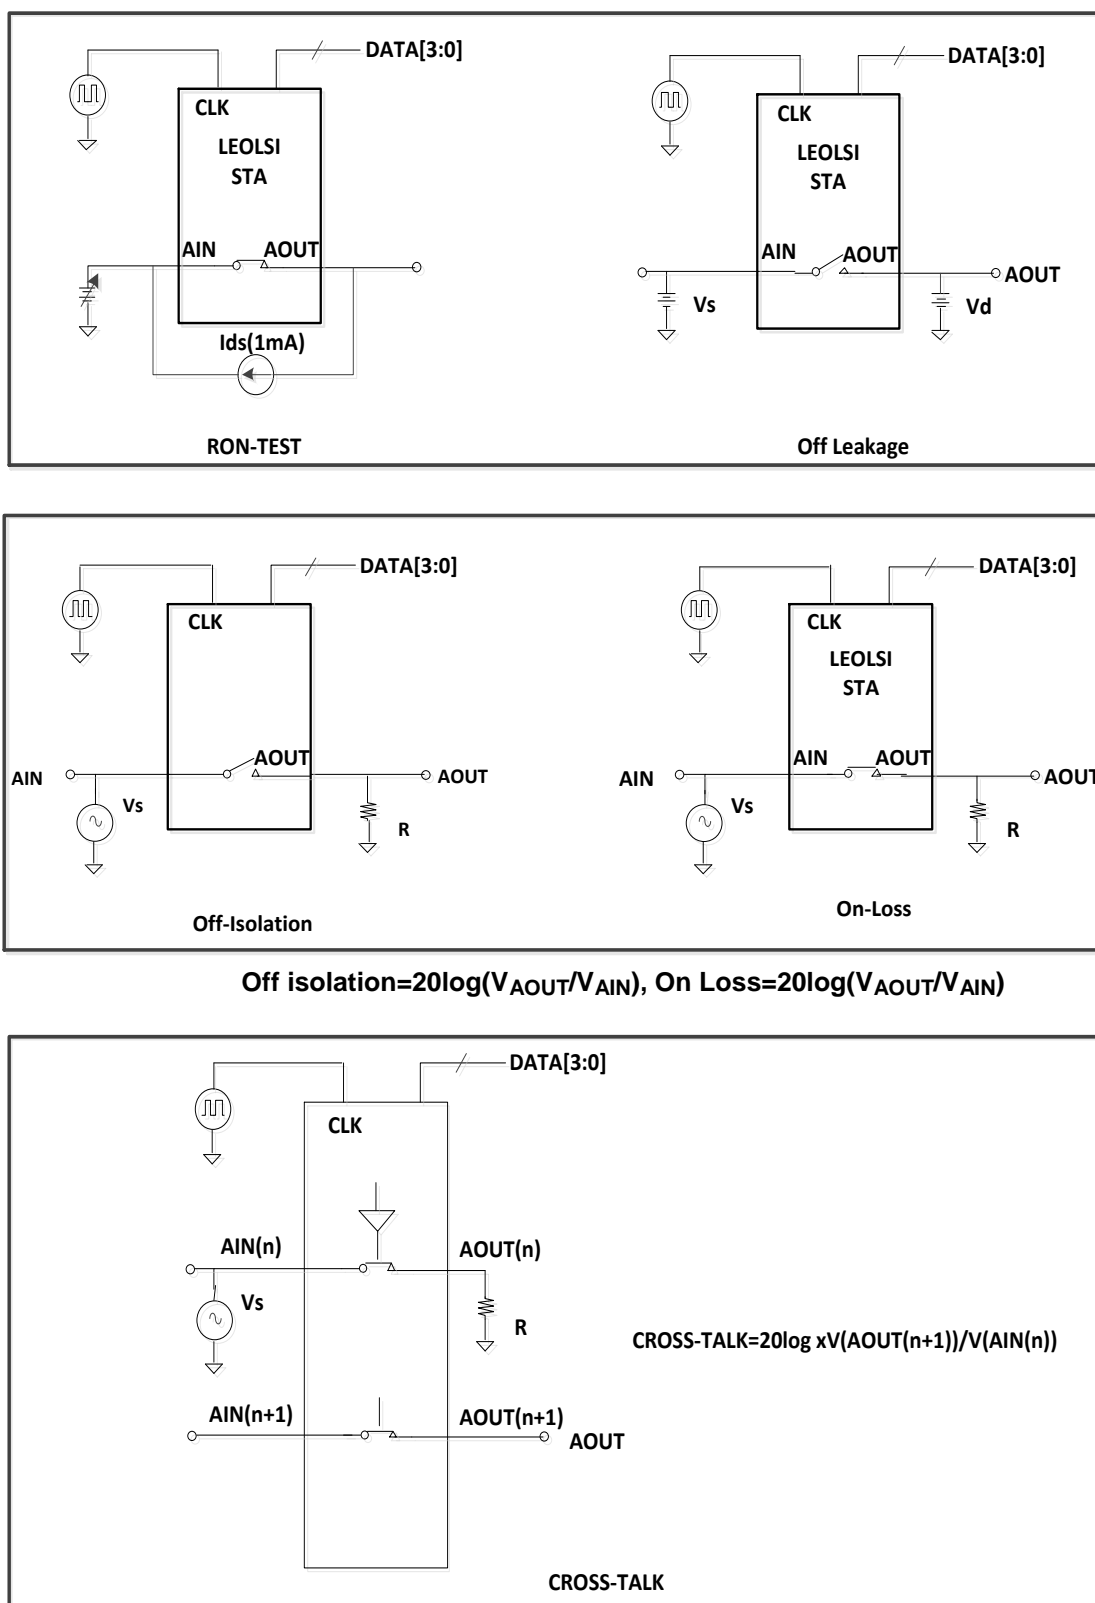 DATA[3:0]
CLK
LEOLSI
STA
AIN AOUT
Ids(1mA)
RON-TEST
DATA[3:0]
CLK
LEOLSI
STA
AIN AOUT
AOUT
Vs
Vd
Off Leakage
DATA[3:0]
CLK
AOUT
AIN
AOUT
Vs
R
Off-Isolation
DATA[3:0]
CLK
LEOLSI
STA
AIN AOUT
AIN
AOUT
Vs
R
On-Loss
Off isolation=20log(VAOUT/VAIN), On Loss=20log(VAOUT/VAIN)
DATA[3:0]
CLK
AIN(n)
AOUT(n)
Vs
R
CROSS-TALK=20log xV(AOUT(n+1))/V(AIN(n))
AIN(n+1)
AOUT(n+1)
AOUT
CROSS-TALK